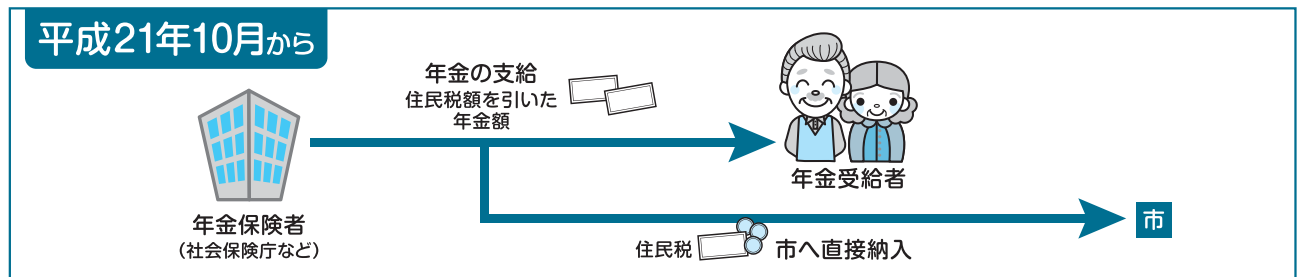 平成21年10月から
年金の支給
住民税額を引いた
年金額
年金受給者
年金保険者
（社会保険庁など）
住民税
市へ直接納入
市